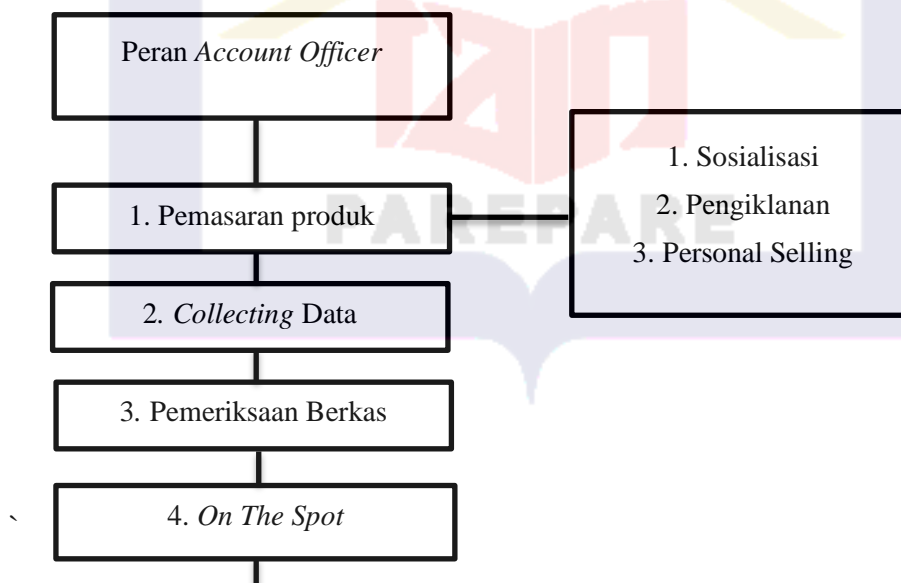 Peran Account Officer
1. Pemasaran produk
1. Sosialisasi
2. Pengiklanan
3. Personal Selling
PAREPARE
2. Collecting Data
3. Pemeriksaan Berkas
4. On The Spot
`